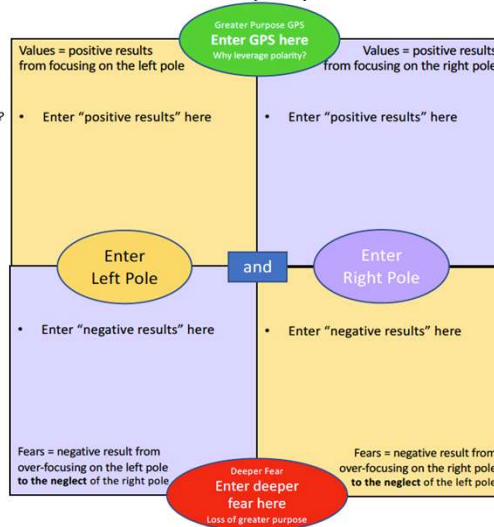 Greater Purpose GPS
Enter GPS here
Why leverage polarity?
Values = positive results
from focusing on the left pole
Values = positive results
from focusing on the right pole
?
• Enter “positive results” here
• Enter “positive results” here
Enter
Left Pole
and
Enter
Right Pole
• Enter “negative results” here
• Enter “negative results” here
Fears = negative result from
over-focusing on the left pole
to the neglect of the right pole
Fears = negative result from
over-focusing on the right pole
to the neglect of the left pole
Deeper Fear
Enter deeper
fear here
Loss of greater purpose